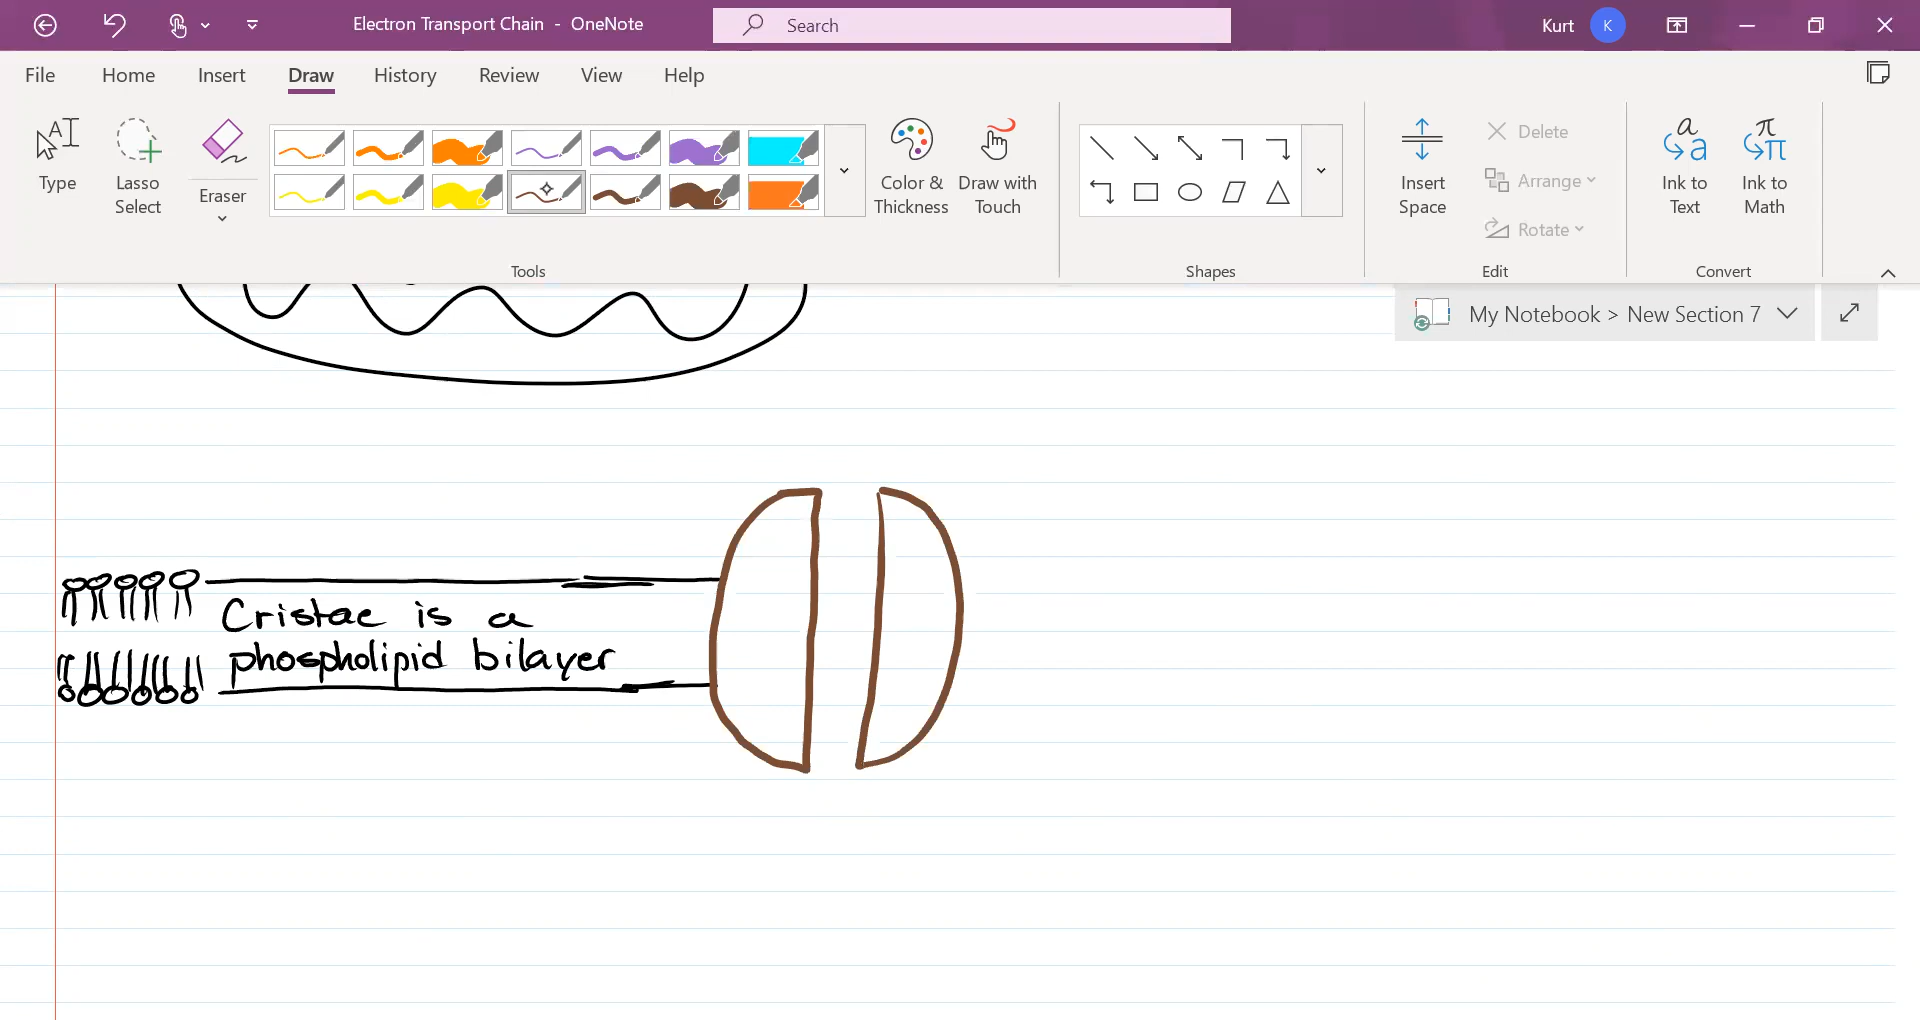 Electron Transport Chain - OneNote
Search
Kurt
K
File
Home
Insert
Draw
History
Review
View
Help
Type
Lasso
Select
Eraser
Color &
Thickness
Draw with
Touch
Insert
Space
Delete
Arrange
Rotate
Ink to
Text
Ink to
Math
Tools
Shapes
Edit
Convert
My Notebook > New Section 7
Cristae is a
phospholipid bilayer